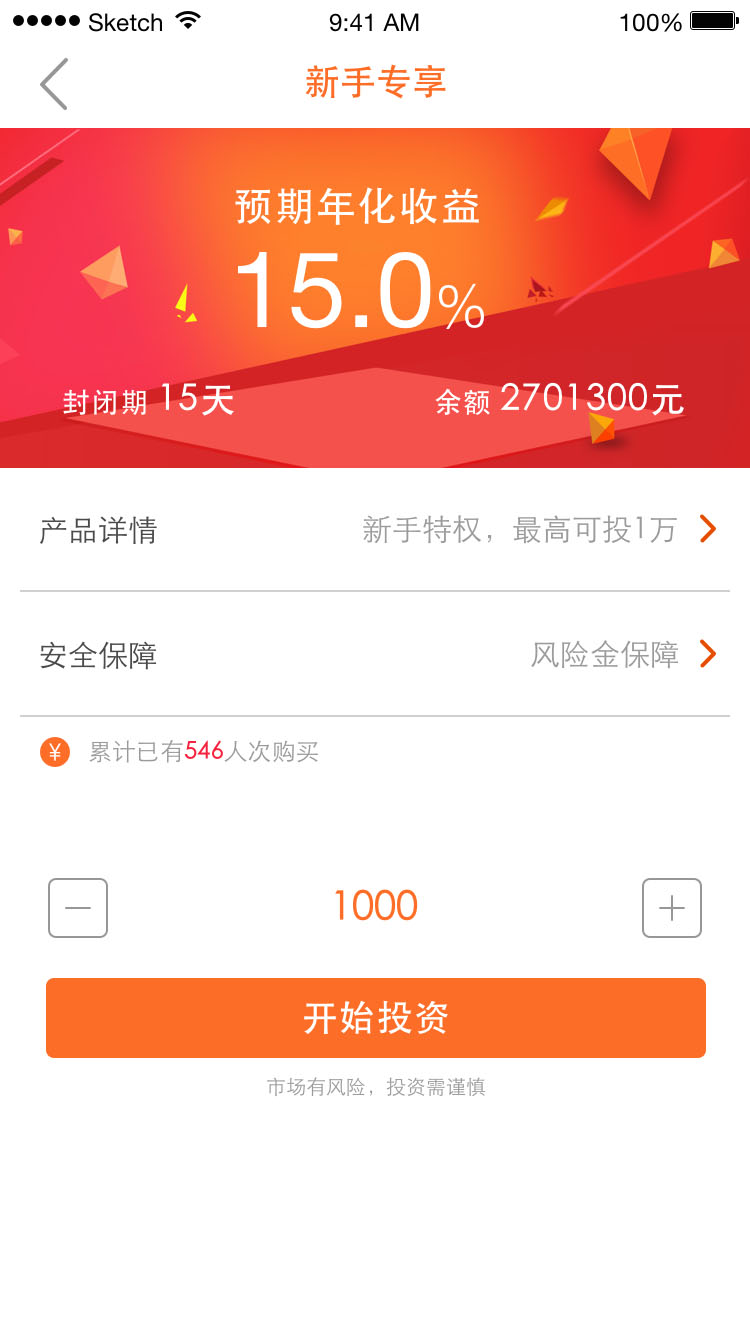 Sketch 9:41 AM 100%
新手专享
预期年化收益
15.0%
封闭期 15天 余额 2701300元
产品详情 新手特权，最高可投1万
安全保障 风险金保障
¥ 累计已有546人次购买
1000
开始投资
市场有风险，投资需谨慎